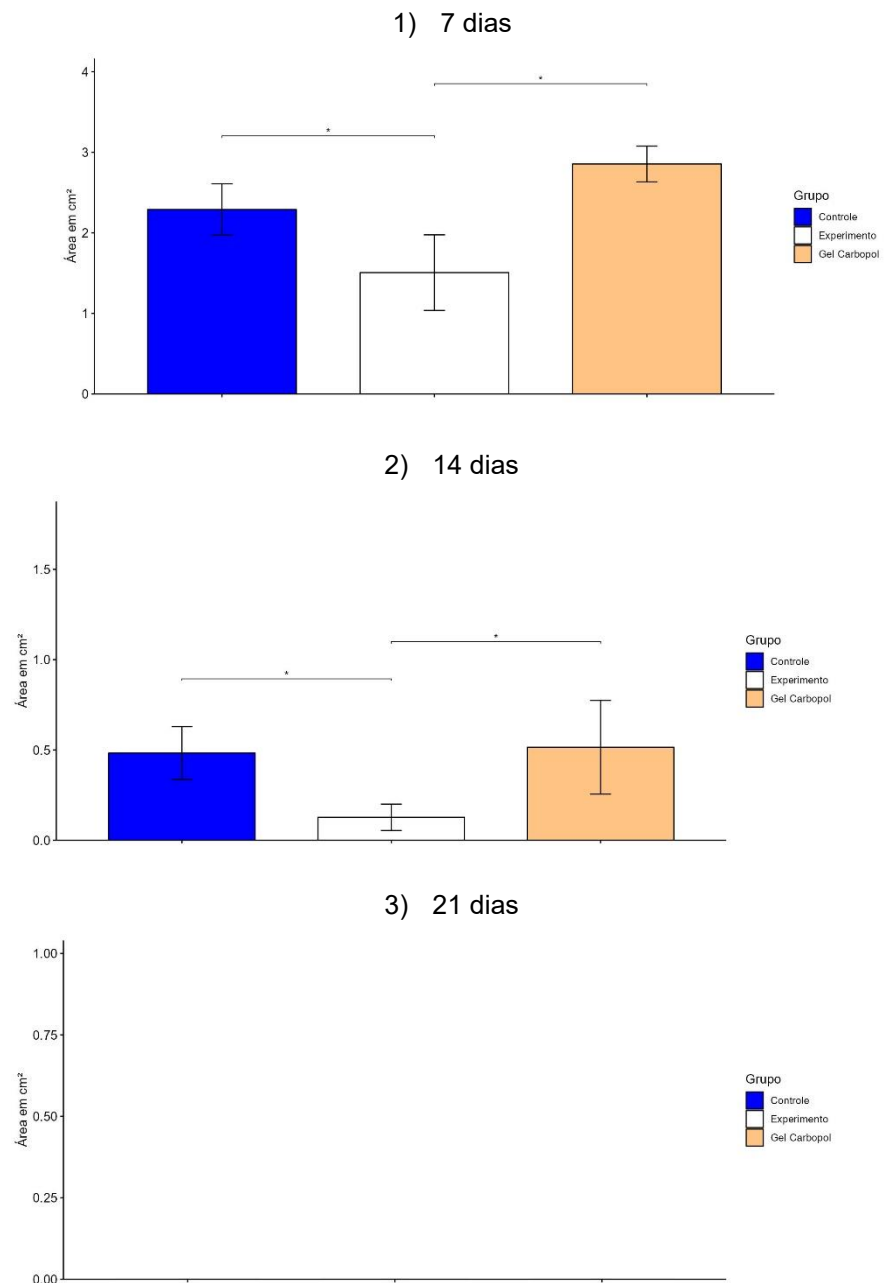 1) 7 dias
4
*
*
3
2
1
0
Área em cm²
Grupo
Controle
Experimento
Gel Carbopol
2) 14 dias
1.5
1.0
0.5
0.0
*
*
Área em cm²
Grupo
Controle
Experimento
Gel Carbopol
3) 21 dias
1.00
0.75
0.50
0.25
0.00
Área em cm²
Grupo
Controle
Experimento
Gel Carbopol